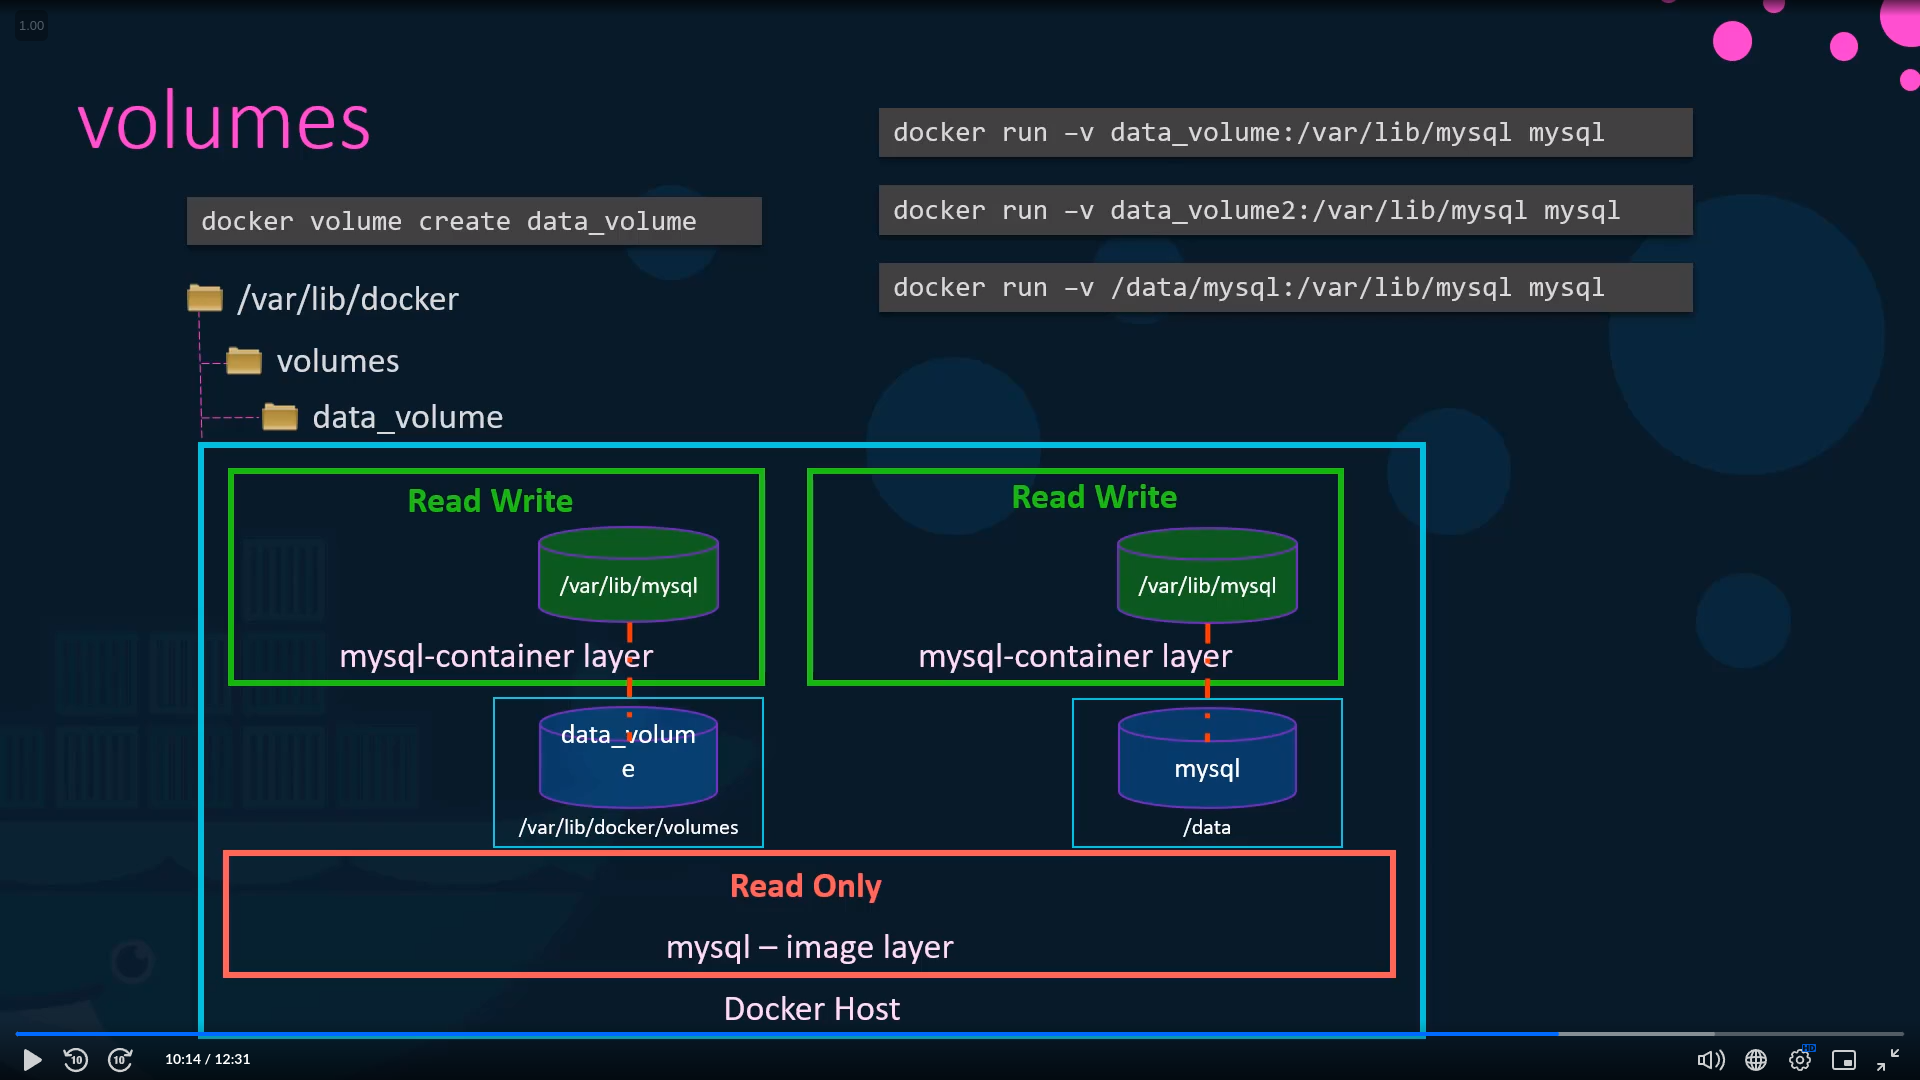 1.00
volumes
docker volume create data_volume
/var/lib/docker
volumes
data_volume
docker run –v data_volume:/var/lib/mysql mysql
docker run –v data_volume2:/var/lib/mysql mysql
docker run –v /data/mysql:/var/lib/mysql mysql
Read Write
/var/lib/mysql
mysql-container layer
data_volum
e
/var/lib/docker/volumes
Read Write
/var/lib/mysql
mysql-container layer
mysql
/data
Read Only
mysql – image layer
Docker Host
10
10
10:14 / 12:31
HD